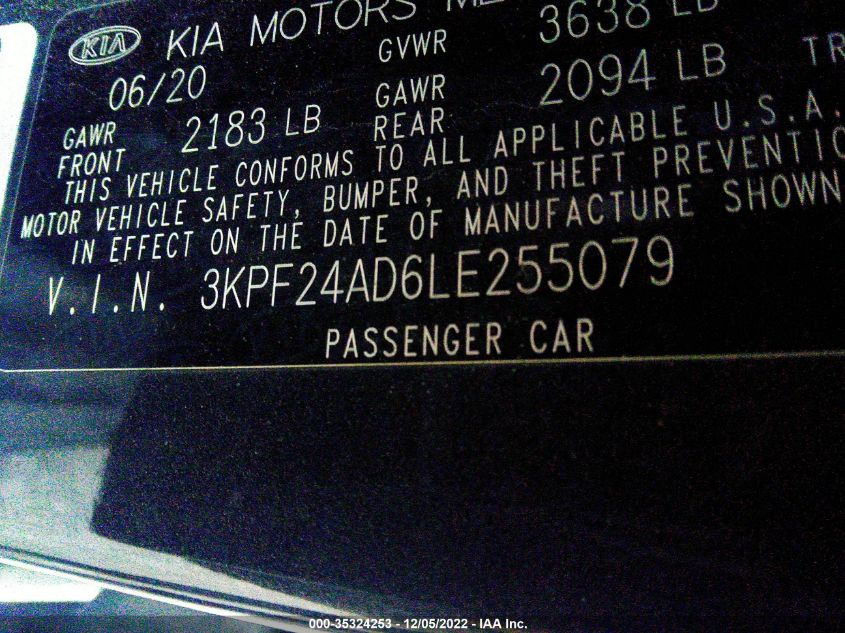 KIA KIA MOTORS
06/20 GVWR 3638 LB
GAWR FRONT 2183 LB GAWR REAR 2094 LB
THIS VEHICLE CONFORMS TO ALL APPLICABLE U.S.A.
MOTOR VEHICLE SAFETY, BUMPER, AND THEFT
IN EFFECT ON THE DATE OF MANUFACTURE SHOWN
V.I.N. 3KPF24AD6LE255079
PASSENGER CAR
000-35324253 - 12/05/2022 - IAA Inc.